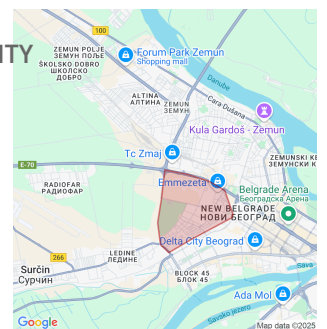 ITY
100
ZEMUN POLJE
ЗЕМУН ПОЉЕ
Forum Park Zemun
Shopping mall
ŠKOLSKO DOBRO
ШКОЛСКО
ДОБРО
Danube
ALTINA
АЛТИНА
ZEMUN
ЗЕМУН
Cara Dušana
Kula Gardoš - Zemun
Tc Zmaj
ZEMUNSKI KE
ЗЕМУНСКИ К
E-70
RADIOFAR
РАДИОФАР
Emmezeta
Belgrade Arena
Београдска Арена
NEW BELGRADE
НОВИ БЕОГРАД
Delta City Beograd
LEDINE
ЛЕДИНЕ
266
Surčin
Сурчин
BLOCK 45
БЛОК 45
Sava
Ada Mol
Savsko jezero
Google
Map data ©2025